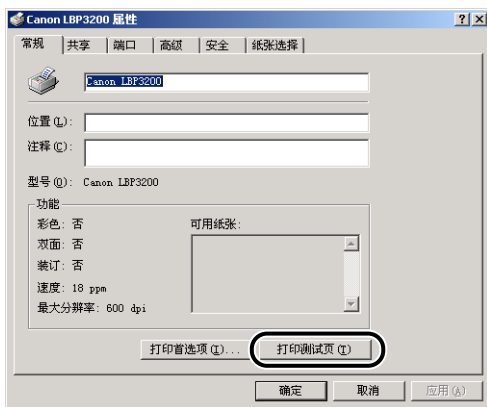 Canon LBP3200 属性
常规 共享 端口 高级 安全 纸张选择
Canon LBP3200
位置(L):
注释(C):
型号(O): Canon LBP3200
功能
彩色: 否 可用纸张:
双面: 否
装订: 否
速度: 18 ppm
最大分辨率: 600 dpi
打印首选项(I)... 打印测试页(T)
确定 取消 应用(A)